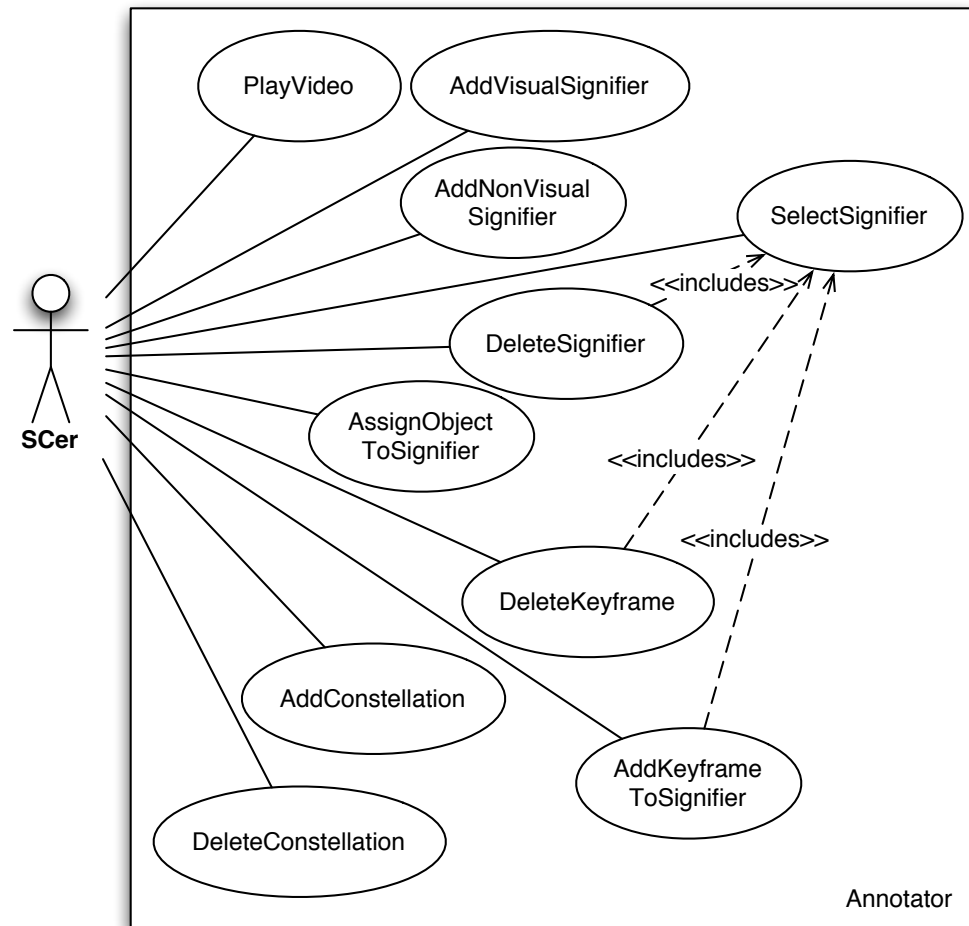 PlayVideo
AddVisualSignifier
AddNonVisual
Signifier
SelectSignifier
<<includes>>
DeleteSignifier
AssignObject
ToSignifier
SCer
<<includes>>
<<includes>>
DeleteKeyframe
AddConstellation
AddKeyframe
ToSignifier
DeleteConstellation
Annotator